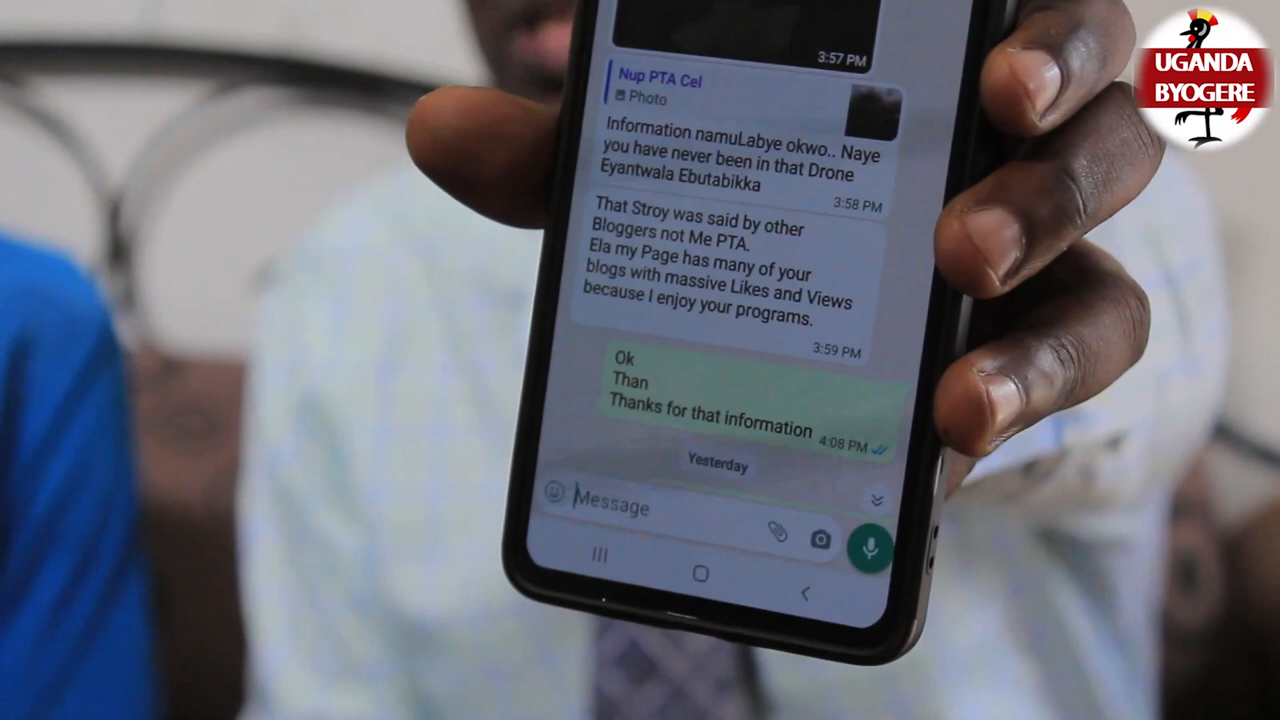 3:57 PM
Nup PTA Cel
Photo
Information namuLabye okwo.. Naye
you have never been in that Drone
Eyantwala Ebutabikka
3:58 PM
That Stroy was said by other
Bloggers not Me PTA.
Ela my Page has many of your
blogs with massive Likes and Views
because I enjoy your programs.
3:59 PM
Ok
Than
Thanks for that information
4:08 PM
Yesterday
Message
UGANDA
BYOGERE